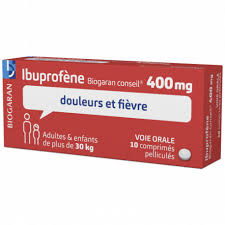 BIOGARAN
Ibuprofène Biogaran conseil® 400 mg
douleurs et fièvre
Adultes & enfants
de plus de 30 kg
VOIE ORALE
10 comprimés
pelliculés
Ibuprofène 400 mg